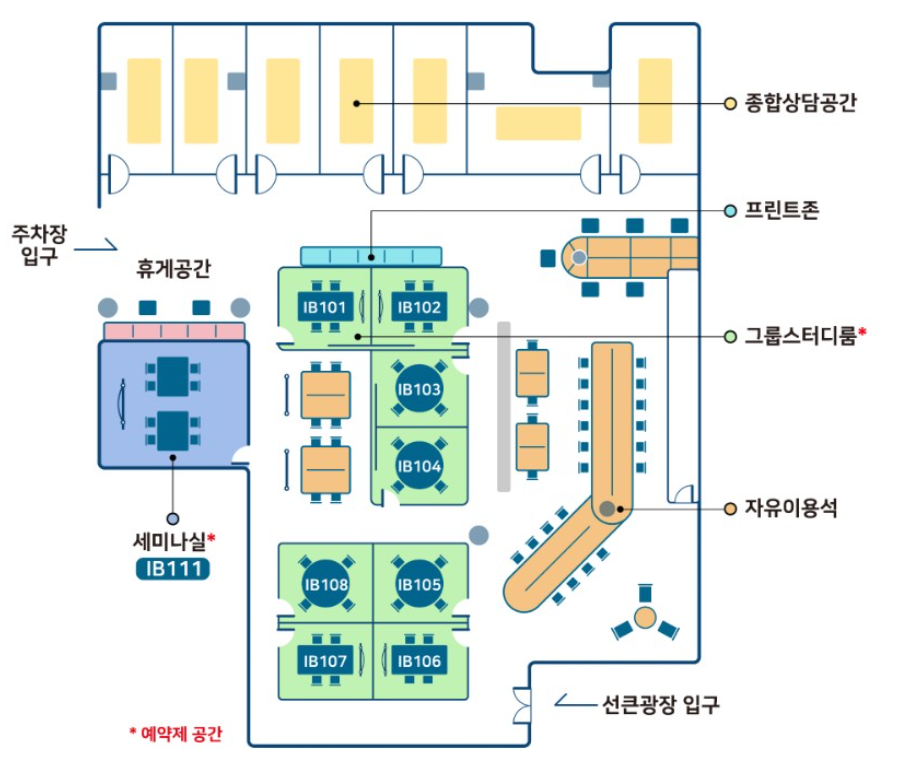 종합상담공간
프린트존
주차장
입구
휴게공간
IB101
IB102
그룹스터디룸*
IB103
IB104
자유이용석
세미나실*
IB111
IB108
IB105
IB107
IB106
선큰광장 입구
* 예약제 공간